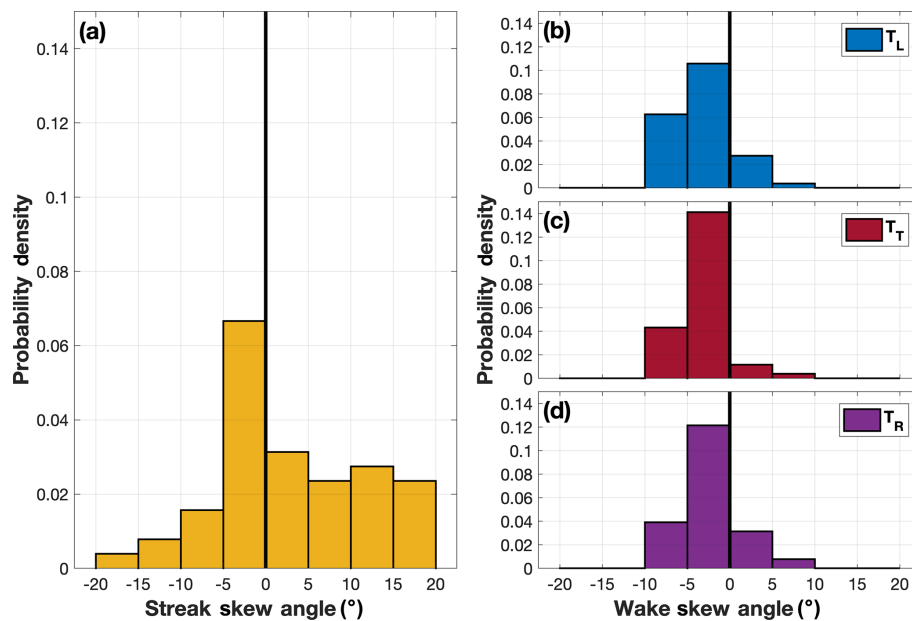 (a)
0.14
0.12
0.1
0.08
0.06
0.04
0.02
0
Probability density
-20 -15 -10 -5 0 5 10 15 20
Streak skew angle (°)
(b)
T_L
0.14
0.12
0.1
0.08
0.06
0.04
0.02
0
(c)
T_T
0.14
0.12
0.1
0.08
0.06
0.04
0.02
0
Probability density
(d)
T_R
0.14
0.12
0.1
0.08
0.06
0.04
0.02
0
-20 -15 -10 -5 0 5 10 15 20
Wake skew angle (°)